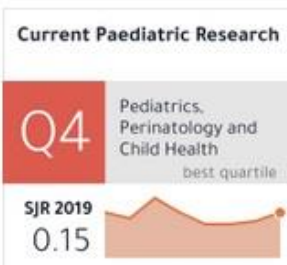 Current Paediatric Research
Q4
Pediatrics,
Perinatology and
Child Health
best quartile
SJR 2019
0.15